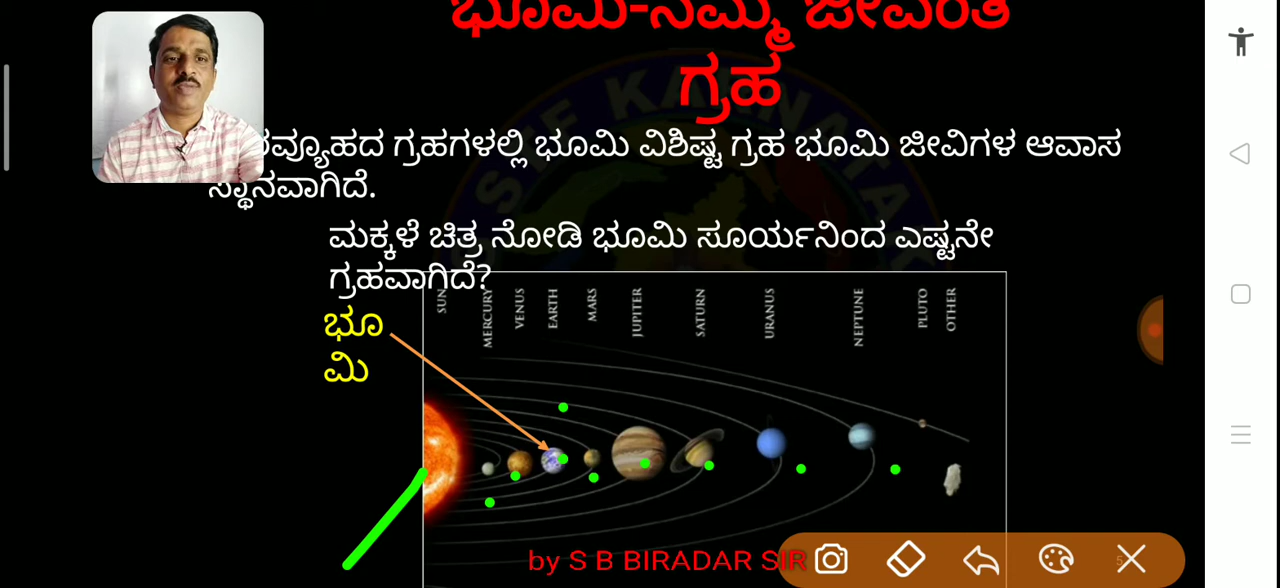 ಭೂಮಿ-ನಮ್ಮ ಜೀವಂತ
ಗ್ರಹ
ವ್ಯೂಹದ ಗ್ರಹಗಳಲ್ಲಿ ಭೂಮಿ ವಿಶಿಷ್ಟ ಗ್ರಹ ಭೂಮಿ ಜೀವಿಗಳ ಆವಾಸ
ಸ್ಥಾನವಾಗಿದೆ.
ಮಕ್ಕಳೆ ಚಿತ್ರ ನೋಡಿ ಭೂಮಿ ಸೂರ್ಯನಿಂದ ಎಷ್ಟನೇ
ಗ್ರಹವಾಗಿದೆ?
ಭೂ
ಮಿ
SUN
MERCURY
VENUS
EARTH
MARS
JUPITER
SATURN
URANUS
NEPTUNE
PLUTO
OTHER
by S B BIRADAR SIR